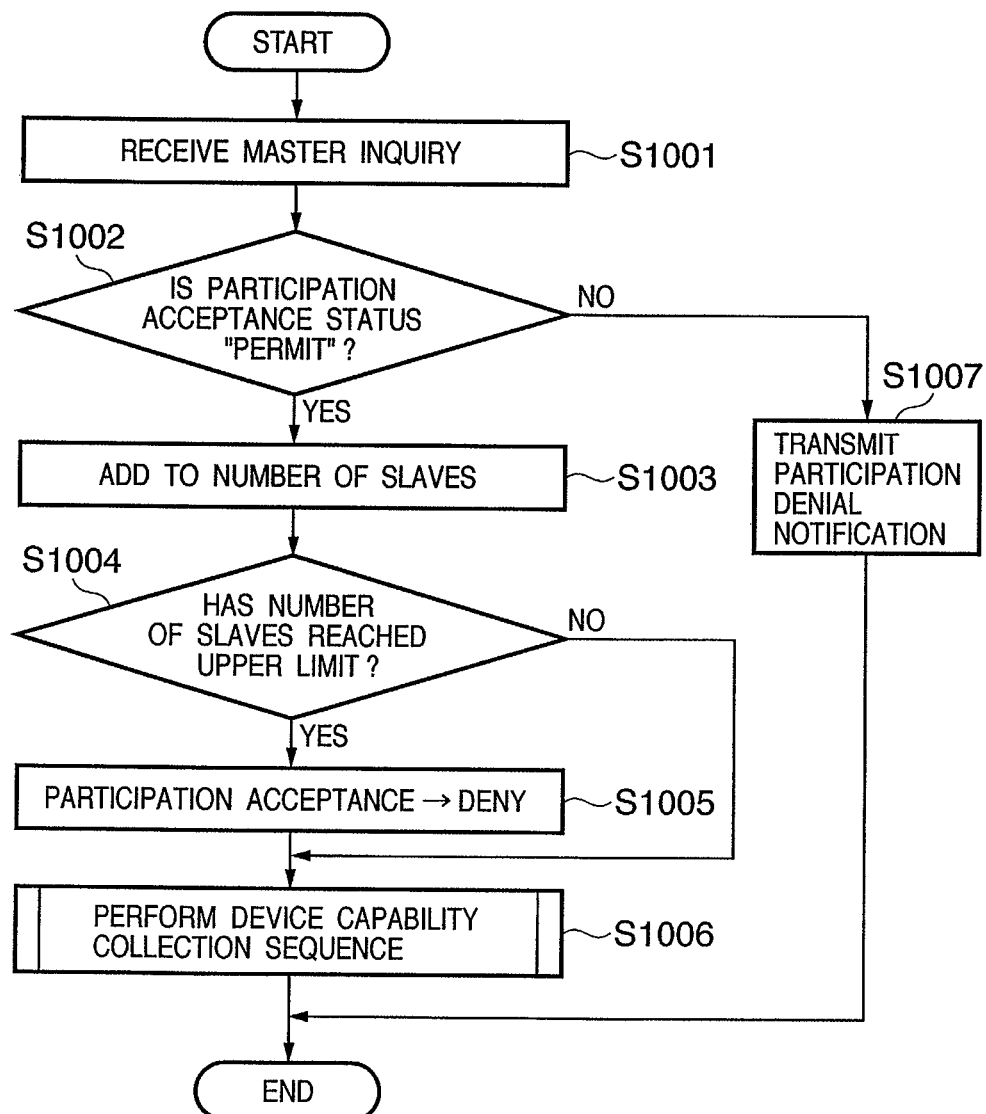 START
RECEIVE MASTER INQUIRY
S1001
S1002
IS PARTICIPATION
ACCEPTANCE STATUS
"PERMIT" ?
NO
YES
S1007
TRANSMIT
PARTICIPATION
DENIAL
NOTIFICATION
ADD TO NUMBER OF SLAVES
S1003
S1004
HAS NUMBER
OF SLAVES REACHED
UPPER LIMIT ?
NO
YES
PARTICIPATION ACCEPTANCE → DENY
S1005
PERFORM DEVICE CAPABILITY
COLLECTION SEQUENCE
S1006
END